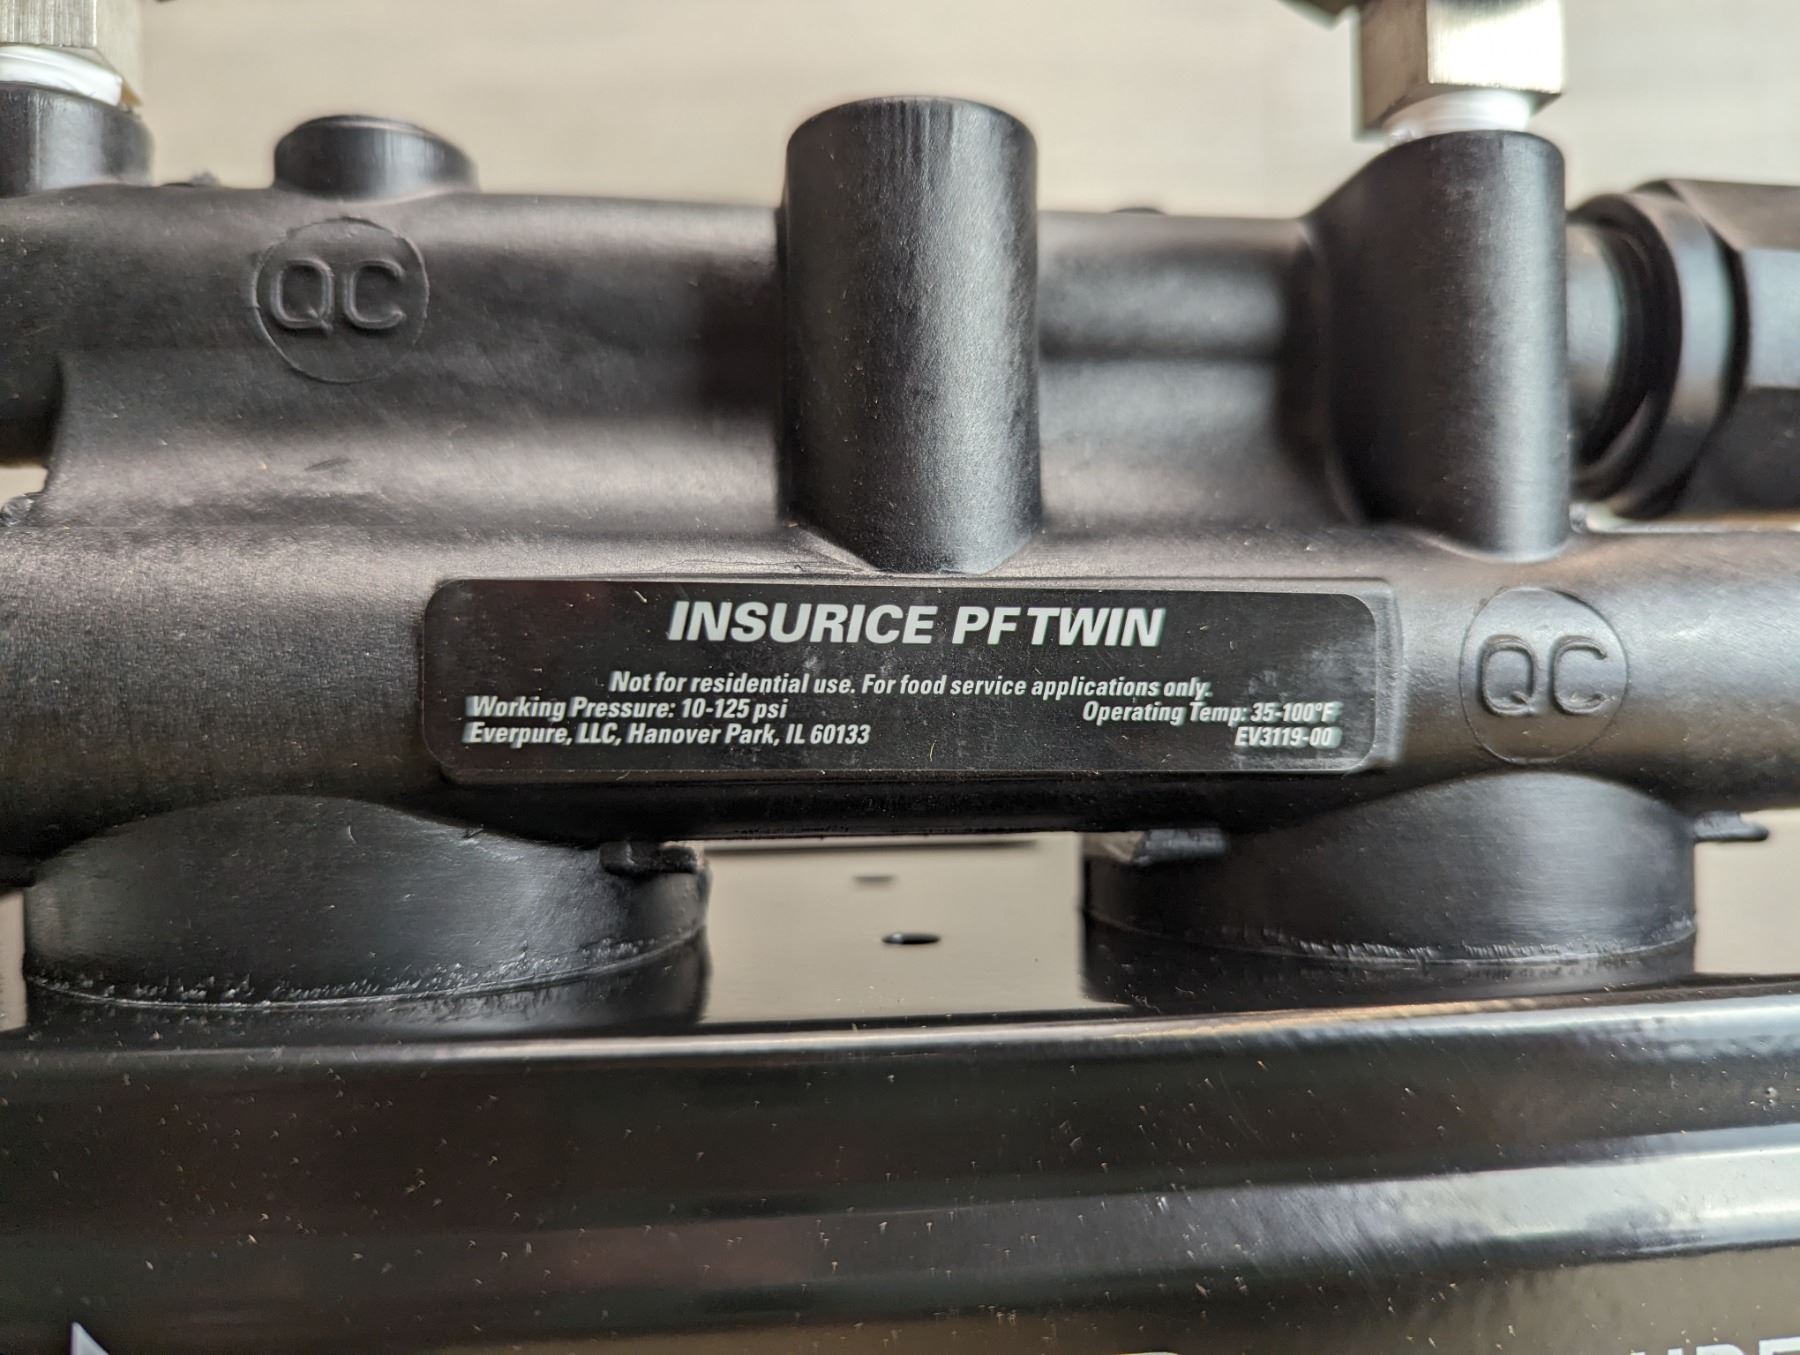 QC
INSURICE PF TWIN
Not for residential use. For food service applications only.
Working Pressure: 10-125 psi Operating Temp: 35-100°F
Everpure, LLC, Hanover Park, IL 60133 EV3119-00
QC